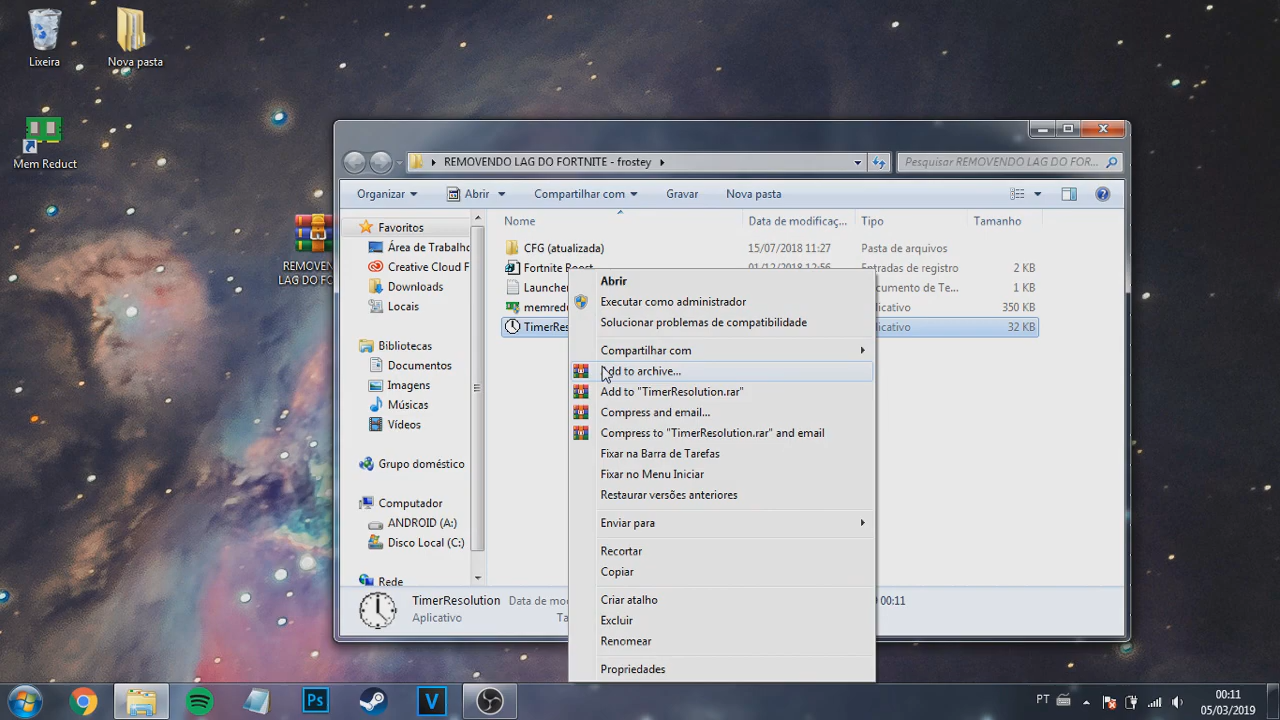 Lixeira
Nova pasta
Mem Reduct
REMOVEN
LAG DO FO
REMOVENDO LAG DO FORTNITE - frostey
Pesquisar REMOVENDO LAG DO FOR...
Organizar
Abrir
Compartilhar com
Gravar
Nova pasta
Favoritos
Área de Trabalho
Creative Cloud F
Downloads
Locais
Bibliotecas
Documentos
Imagens
Músicas
Vídeos
Grupo doméstico
Computador
ANDROID (A:)
Disco Local (C:)
Rede
Nome
Data de modificaç...
Tipo
Tamanho
CFG (atualizada)
15/07/2018 11:27
Pasta de arquivos
Fortnite Boost
01/12/2018 12:56
Entradas de registro
2 KB
Launcher
cumento de Te...
1 KB
memredu
licativo
350 KB
TimerRes
licativo
32 KB
Abrir
Executar como administrador
Solucionar problemas de compatibilidade
Compartilhar com
Add to archive...
Add to "TimerResolution.rar"
Compress and email...
Compress to "TimerResolution.rar" and email
Fixar na Barra de Tarefas
Fixar no Menu Iniciar
Restaurar versões anteriores
Enviar para
Recortar
Copiar
Criar atalho
Excluir
Renomear
Propriedades
TimerResolution
Data de mo
00:11
Aplicativo
Ta
Ps
V
PT
00:11
05/03/2019